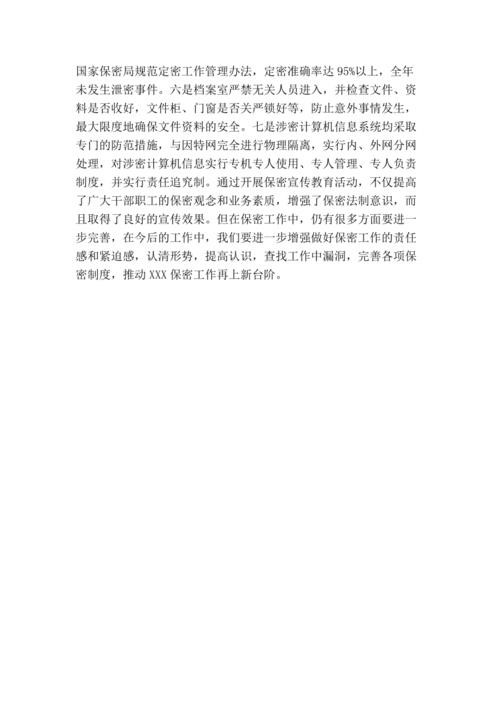 国家保密局规范定密工作管理办法，定密准确率达 95%以上，全年
未发生泄密事件。六是档案室严禁无关人员进入，并检查文件、资
料是否收好，文件柜、门窗是否关严锁好等，防止意外事情发生，
最大限度地确保文件资料的安全。七是涉密计算机信息系统均采取
专门的防范措施，与因特网完全进行物理隔离，实行内、外网分网
处理，对涉密计算机信息实行专机专人使用、专人管理、专人负责
制度，并实行责任追究制。通过开展保密宣传教育活动，不仅提高
了广大干部职工的保密观念和业务素质，增强了保密法制意识，而
且取得了良好的宣传效果。但在保密工作中，仍有很多方面要进一
步完善，在今后的工作中，我们要进一步增强做好保密工作的责任
感和紧迫感，认清形势，提高认识，查找工作中漏洞，完善各项保
密制度，推动 XXX 保密工作再上新台阶。